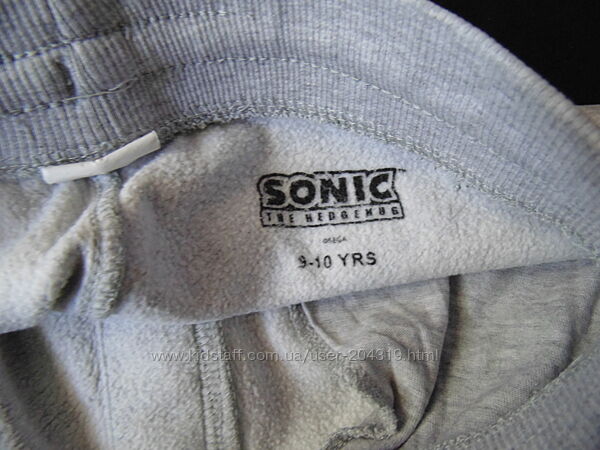 SONIC
THE HEDGEHOG
©SEGA
9-10 YRS
www.kidstaff.com.ua/user-204319.html